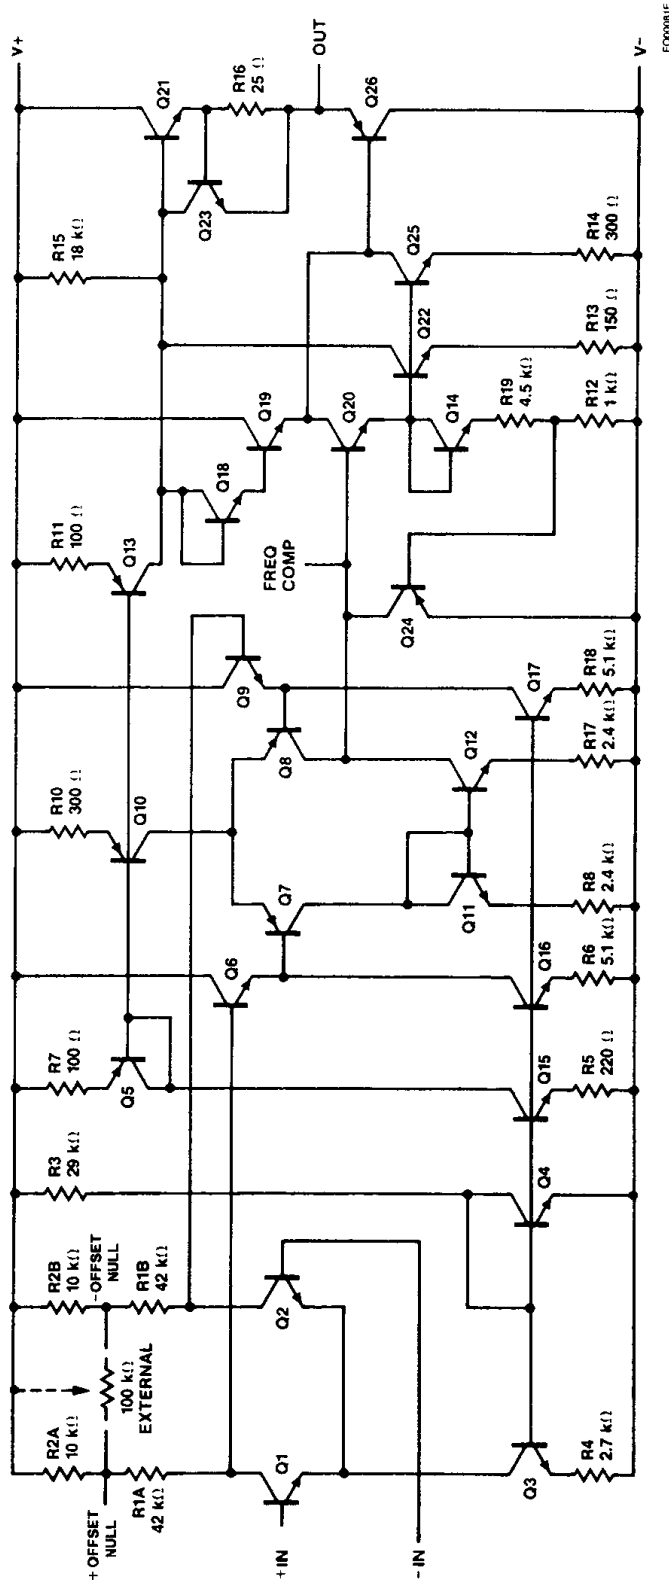 V+
OUT
V-
+ OFFSET
NULL
-OFFSET
NULL
+IN
-IN
R2A
10 kΩ
R2B
10 kΩ
100 kΩ
EXTERNAL
R1A
42 kΩ
R1B
42 kΩ
R3
29 kΩ
R7
100 Ω
R10
300 Ω
R11
100 Ω
R15
18 kΩ
R16
25 Ω
Q5
Q10
Q13
Q21
Q23
Q1
Q2
Q6
Q7
Q8
Q9
Q18
Q19
FREQ
COMP
Q20
Q22
Q25
Q26
Q24
Q14
R19
4.5 kΩ
Q11
Q12
Q3
Q4
Q15
Q16
Q17
R4
2.7 kΩ
R5
220 Ω
R6
5.1 kΩ
R8
2.4 kΩ
R17
2.4 kΩ
R18
5.1 kΩ
R12
1 kΩ
R13
150 Ω
R14
300 Ω